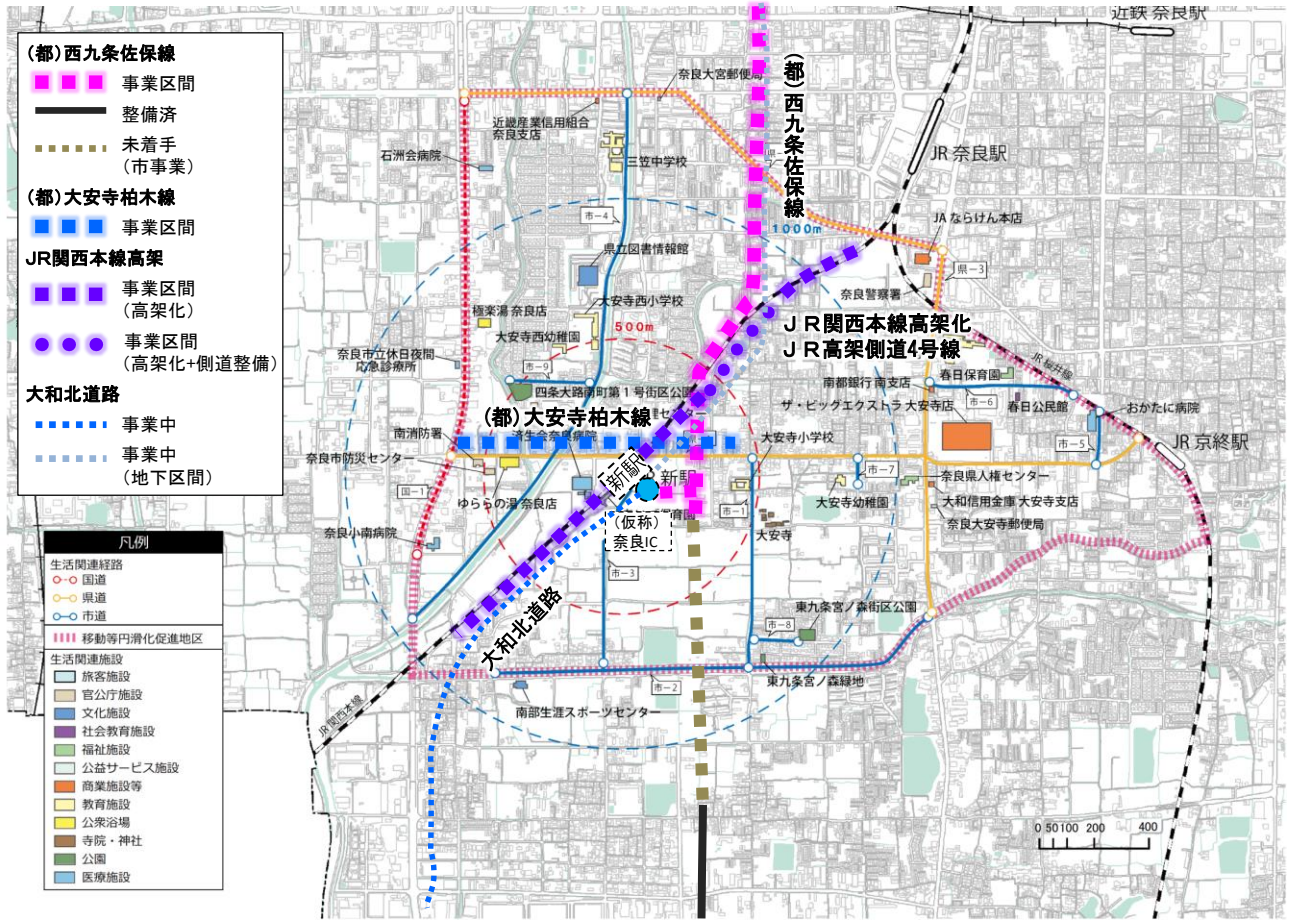 (都)西九条佐保線
事業区間
整備済
未着手
(市事業)
(都)大安寺柏木線
事業区間
JR関西本線高架
事業区間
(高架化)
事業区間
(高架化+側道整備)
大和北道路
事業中
事業中
(地下区間)
凡例
生活関連経路
国道
県道
市道
移動等円滑化促進地区
生活関連施設
旅客施設
官公庁施設
文化施設
社会教育施設
福祉施設
公益サービス施設
商業施設等
教育施設
公衆浴場
寺院・神社
公園
医療施設
近鉄 奈良駅
奈良大宮郵便局
(都)西九条佐保線
近畿産業信用組合
奈良支店
石洲会病院
三笠中学校
JR 奈良駅
市-4
JA ならけん本店
1000m
県立図書情報館
県-3
奈良警察署
大安寺西小学校
極楽湯 奈良店
500m
大安寺西幼稚園
JR関西本線高架化
JR高架側道4号線
奈良市立休日夜間
応急診療所
JR 桜井線
市-9
春日保育園
南都銀行 南支店
四条大路南町第1号街区公園
ザ・ビッグエクストラ 大安寺店
市-6
春日公民館
おかたに病院
(都)大安寺柏木線
南消防署
済生会奈良病院
大安寺小学校
市-5
JR 京終駅
奈良市防災センター
新駅
新駅
市-7
奈良県人権センター
国-1
ゆららの湯 奈良店
大安寺幼稚園
大和信用金庫 大安寺支店
市-1
(仮称)
奈良IC
奈良小南病院
大安寺
奈良大安寺郵便局
市-3
大和北道路
東九条宮ノ森街区公園
市-8
東九条宮ノ森緑地
市-2
JR 関西本線
南部生涯スポーツセンター
0 50 100 200 400